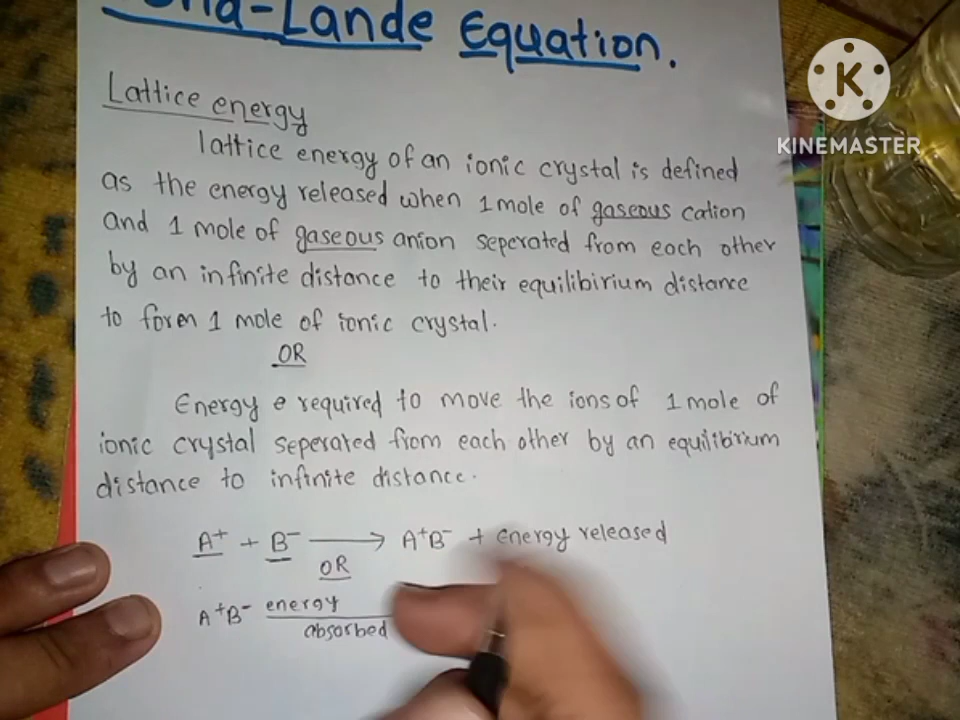 -Lande Equation.
K
KINEMASTER
Lattice energy
lattice energy of an ionic crystal is defined
as the energy released when 1 mole of gaseous cation
and 1 mole of gaseous anion seperated from each other
by an infinite distance to their equilibirium distance
to form 1 mole of ionic crystal.
OR
Energy e required to move the ions of 1 mole of
ionic crystal seperated from each other by an equilibrium
distance to infinite distance.
A⁺ + B⁻ → A⁺B⁻ + Energy released
OR
A⁺B⁻ energy
absorbed